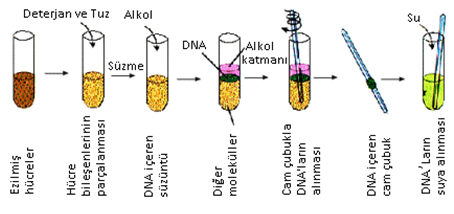 Deterjan ve Tuz
Alkol
Su
DNA
Alkol
katmanı
Süzme
Ezilmiş
hücreler
Hücre
bileşenlerinin
parçalanması
DNA içeren
süzüntü
Diğer
moleküller
Cam çubukla
DNA'ların
alınması
DNA içeren
cam çubuk
DNA'Ların
suya alınması